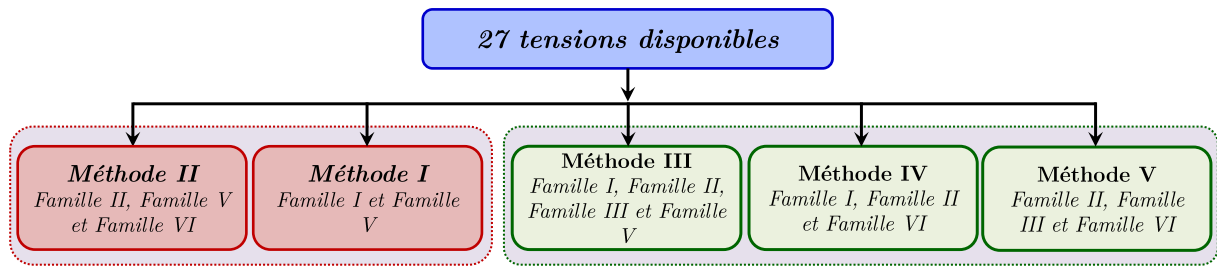 27 tensions disponibles
Méthode II
Famille II, Famille V
et Famille VI
Méthode I
Famille I et Famille
V
Méthode III
Famille I, Famille II,
Famille III et Famille
V
Méthode IV
Famille I, Famille II
et Famille VI
Méthode V
Famille II, Famille
III et Famille VI